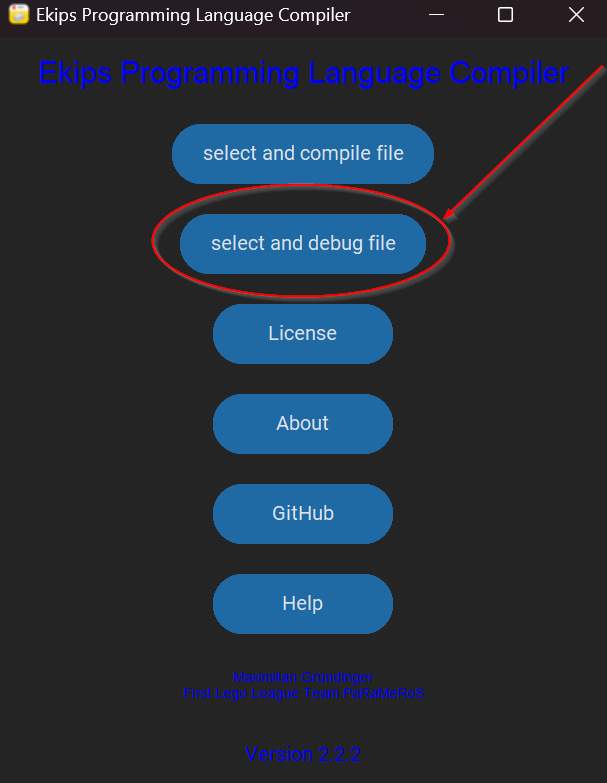 Ekips Programming Language Compiler
Ekips Programming Language Compiler
select and compile file
select and debug file
License
About
GitHub
Help
Maximilian Gründinger
First Lego League Team PaRaMeRoS
Version 2.2.2